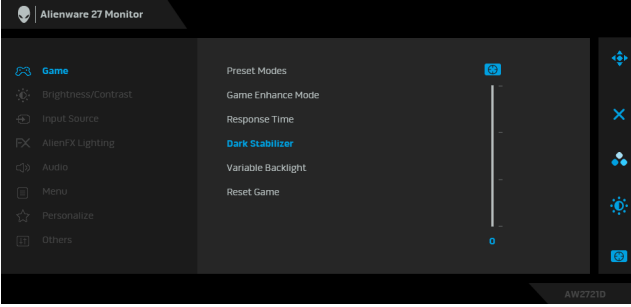 Alienware 27 Monitor
Game
Preset Modes
Brightness/Contrast
Game Enhance Mode
Input Source
Response Time
FX AlienFX Lighting
Dark Stabilizer
Audio
Variable Backlight
Menu
Reset Game
Personalize
Others
0
AW2721D